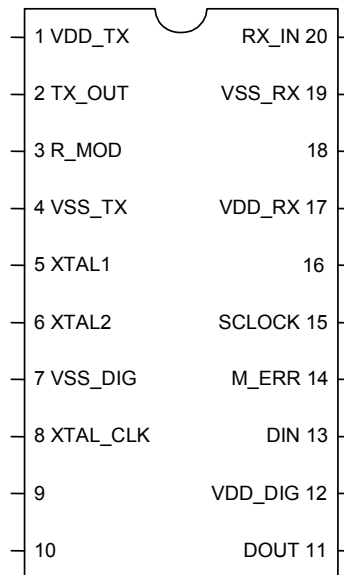 1 VDD_TX
RX_IN 20
2 TX_OUT
VSS_RX 19
3 R_MOD
18
4 VSS_TX
VDD_RX 17
5 XTAL1
16
6 XTAL2
SCLOCK 15
7 VSS_DIG
M_ERR 14
8 XTAL_CLK
DIN 13
9
VDD_DIG 12
10
DOUT 11